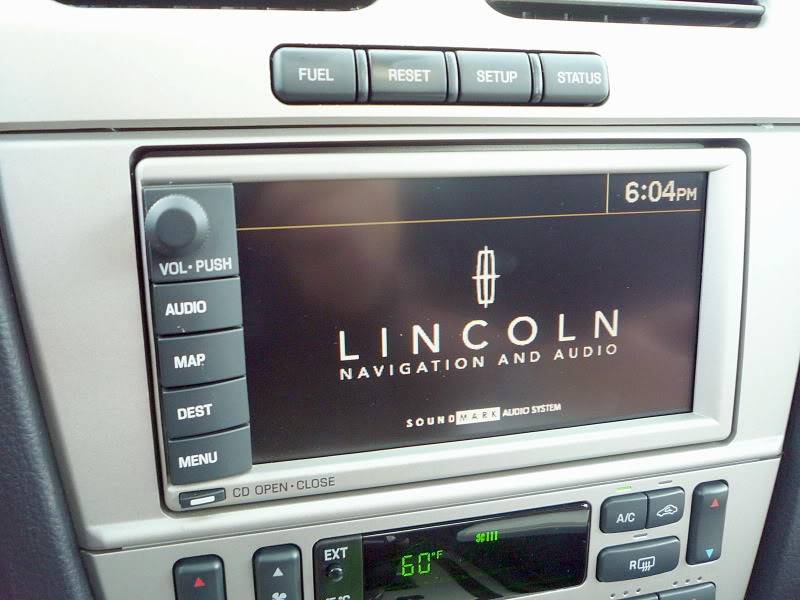 FUEL RESET SETUP STATUS
6:04PM
VOL•PUSH
AUDIO
MAP
DEST
MENU
LINCOLN
NAVIGATION AND AUDIO
SOUNDMARK AUDIO SYSTEM
CD OPEN•CLOSE
EXT
60°F
A/C
R